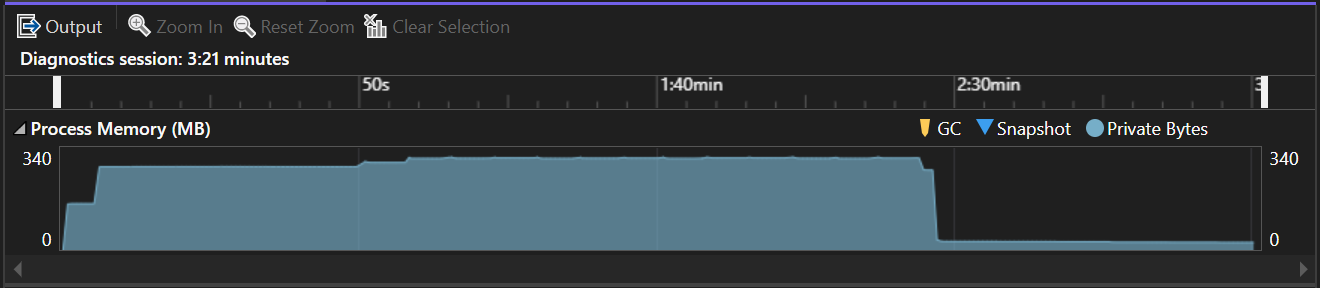 Output Zoom In Reset Zoom Clear Selection
Diagnostics session: 3:21 minutes
50s 1:40min 2:30min 3
Process Memory (MB) GC Snapshot Private Bytes
340 340
0 0